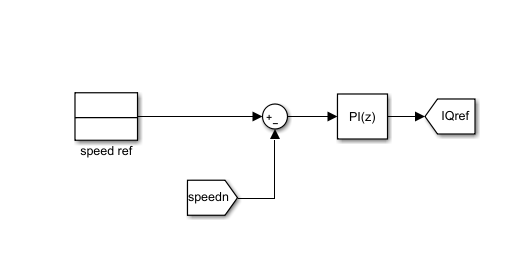 +
−
PI(z)
IQref
speed ref
speedn